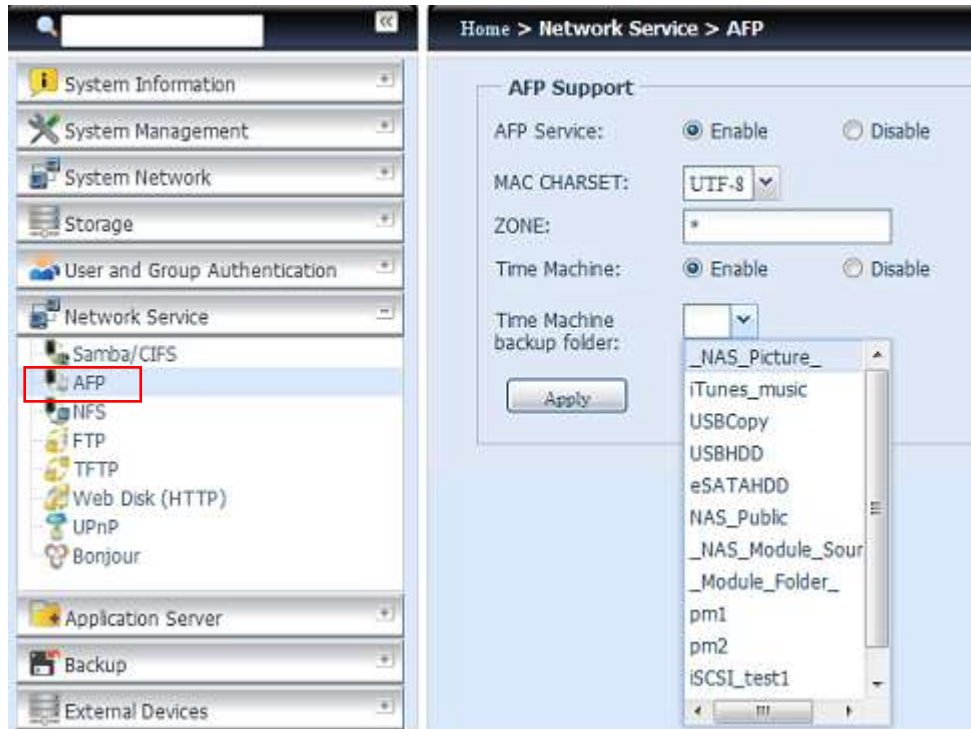 System Information
System Management
System Network
Storage
User and Group Authentication
Network Service
Samba/CIFS
AFP
NFS
FTP
TFTP
Web Disk (HTTP)
UPnP
Bonjour
Application Server
Backup
External Devices
Home > Network Service > AFP
AFP Support
AFP Service: Enable Disable
MAC CHARSET: UTF-8
ZONE: *
Time Machine: Enable Disable
Time Machine
backup folder:
_NAS_Picture_
iTunes_music
USBCopy
USBHDD
eSATAHDD
NAS_Public
_NAS_Module_Sour
_Module_Folder_
pm1
pm2
iSCSI_test1
Apply